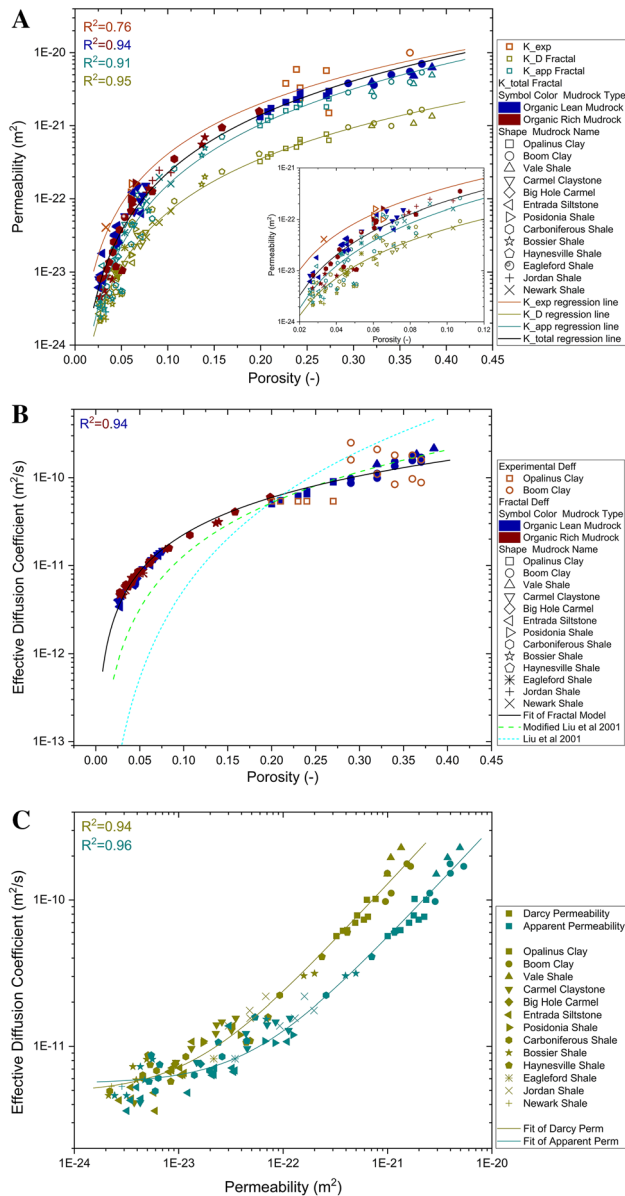 A
R²=0.76
R²=0.94
R²=0.91
R²=0.95
1E-20
1E-21
1E-22
1E-23
1E-24
Permeability (m²)
0.00 0.05 0.10 0.15 0.20 0.25 0.30 0.35 0.40 0.45
Porosity (-)
1E-21
1E-22
1E-23
1E-24
Permeability (m²)
0.02 0.04 0.06 0.08 0.10 0.12
Porosity (-)
K_exp
K_D Fractal
K_app Fractal
K_total Fractal
Symbol Color Mudrock Type
Organic Lean Mudrock
Organic Rich Mudrock
Shape Mudrock Name
Opalinus Clay
Boom Clay
Vale Shale
Carmel Claystone
Big Hole Carmel
Entrada Siltstone
Posidonia Shale
Carboniferous Shale
Bossier Shale
Haynesville Shale
Eagleford Shale
Jordan Shale
Newark Shale
K_exp regression line
K_D regression line
K_app regression line
K_total regression line
B
R²=0.94
1E-10
1E-11
1E-12
1E-13
Effective Diffusion Coefficient (m²/s)
0.00 0.05 0.10 0.15 0.20 0.25 0.30 0.35 0.40 0.45
Porosity (-)
Experimental Deff
Opalinus Clay
Boom Clay
Fractal Deff
Symbol Color Mudrock Type
Organic Lean Mudrock
Organic Rich Mudrock
Shape Mudrock Name
Opalinus Clay
Boom Clay
Vale Shale
Carmel Claystone
Big Hole Carmel
Entrada Siltstone
Posidonia Shale
Carboniferous Shale
Bossier Shale
Haynesville Shale
Eagleford Shale
Jordan Shale
Newark Shale
Fit of Fractal Model
Modified Liu et al 2001
Liu et al 2001
C
R²=0.94
R²=0.96
1E-10
1E-11
Effective Diffusion Coefficient (m²/s)
1E-24 1E-23 1E-22 1E-21 1E-20
Permeability (m²)
Darcy Permeability
Apparent Permeability
Opalinus Clay
Boom Clay
Vale Shale
Carmel Claystone
Big Hole Carmel
Entrada Siltstone
Posidonia Shale
Carboniferous Shale
Bossier Shale
Haynesville Shale
Eagleford Shale
Jordan Shale
Newark Shale
Fit of Darcy Perm
Fit of Apparent Perm